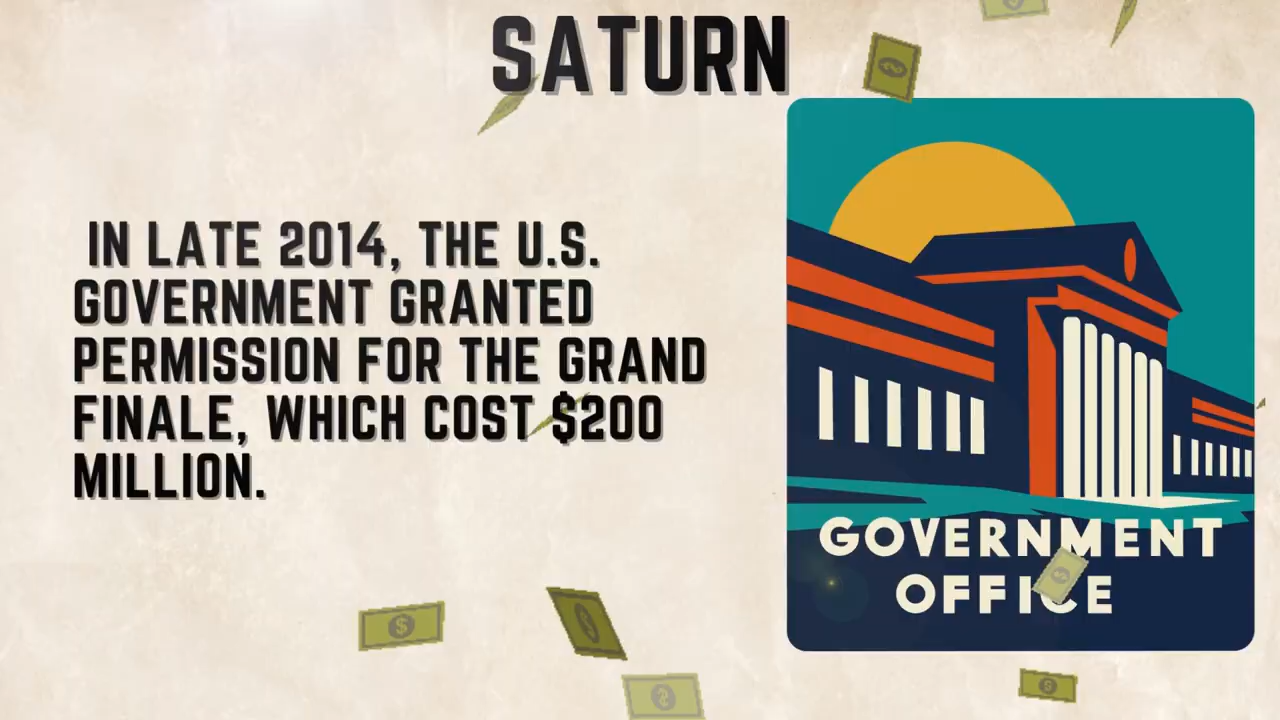 SATURN
IN LATE 2014, THE U.S.
GOVERNMENT GRANTED
PERMISSION FOR THE GRAND
FINALE, WHICH COST $200
MILLION.
GOVERNMENT
OFFICE